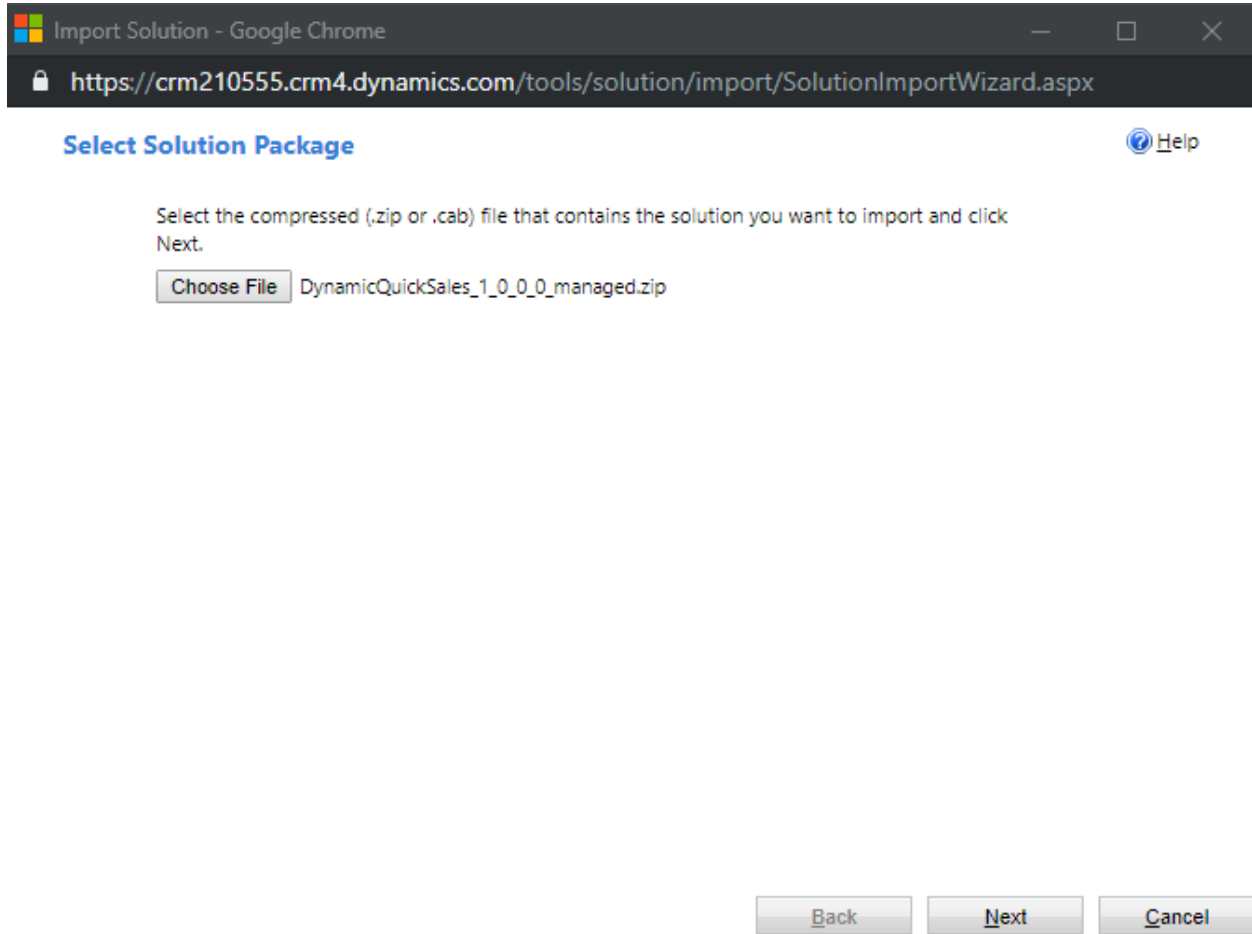 Import Solution - Google Chrome
https://crm210555.crm4.dynamics.com/tools/solution/import/SolutionImportWizard.aspx
Select Solution Package
Help
Select the compressed (.zip or .cab) file that contains the solution you want to import and click
Next.
Choose File DynamicQuickSales_1_0_0_0_managed.zip
Back Next Cancel